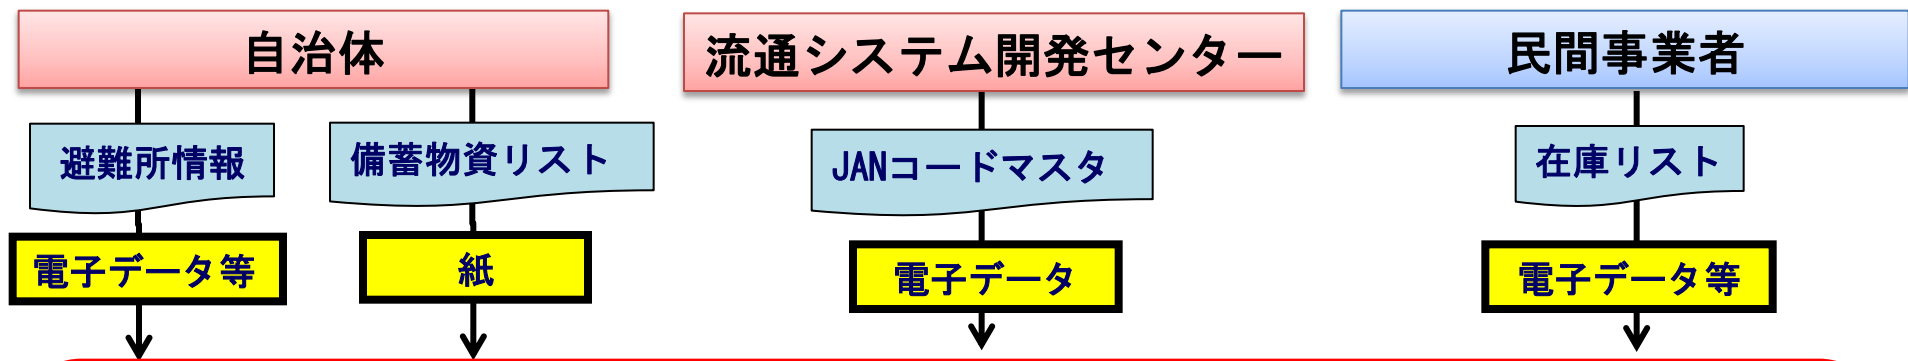 自治体
流通システム開発センター
民間事業者
避難所情報
備蓄物資リスト
JANコードマスタ
在庫リスト
電子データ等
紙
電子データ
電子データ等